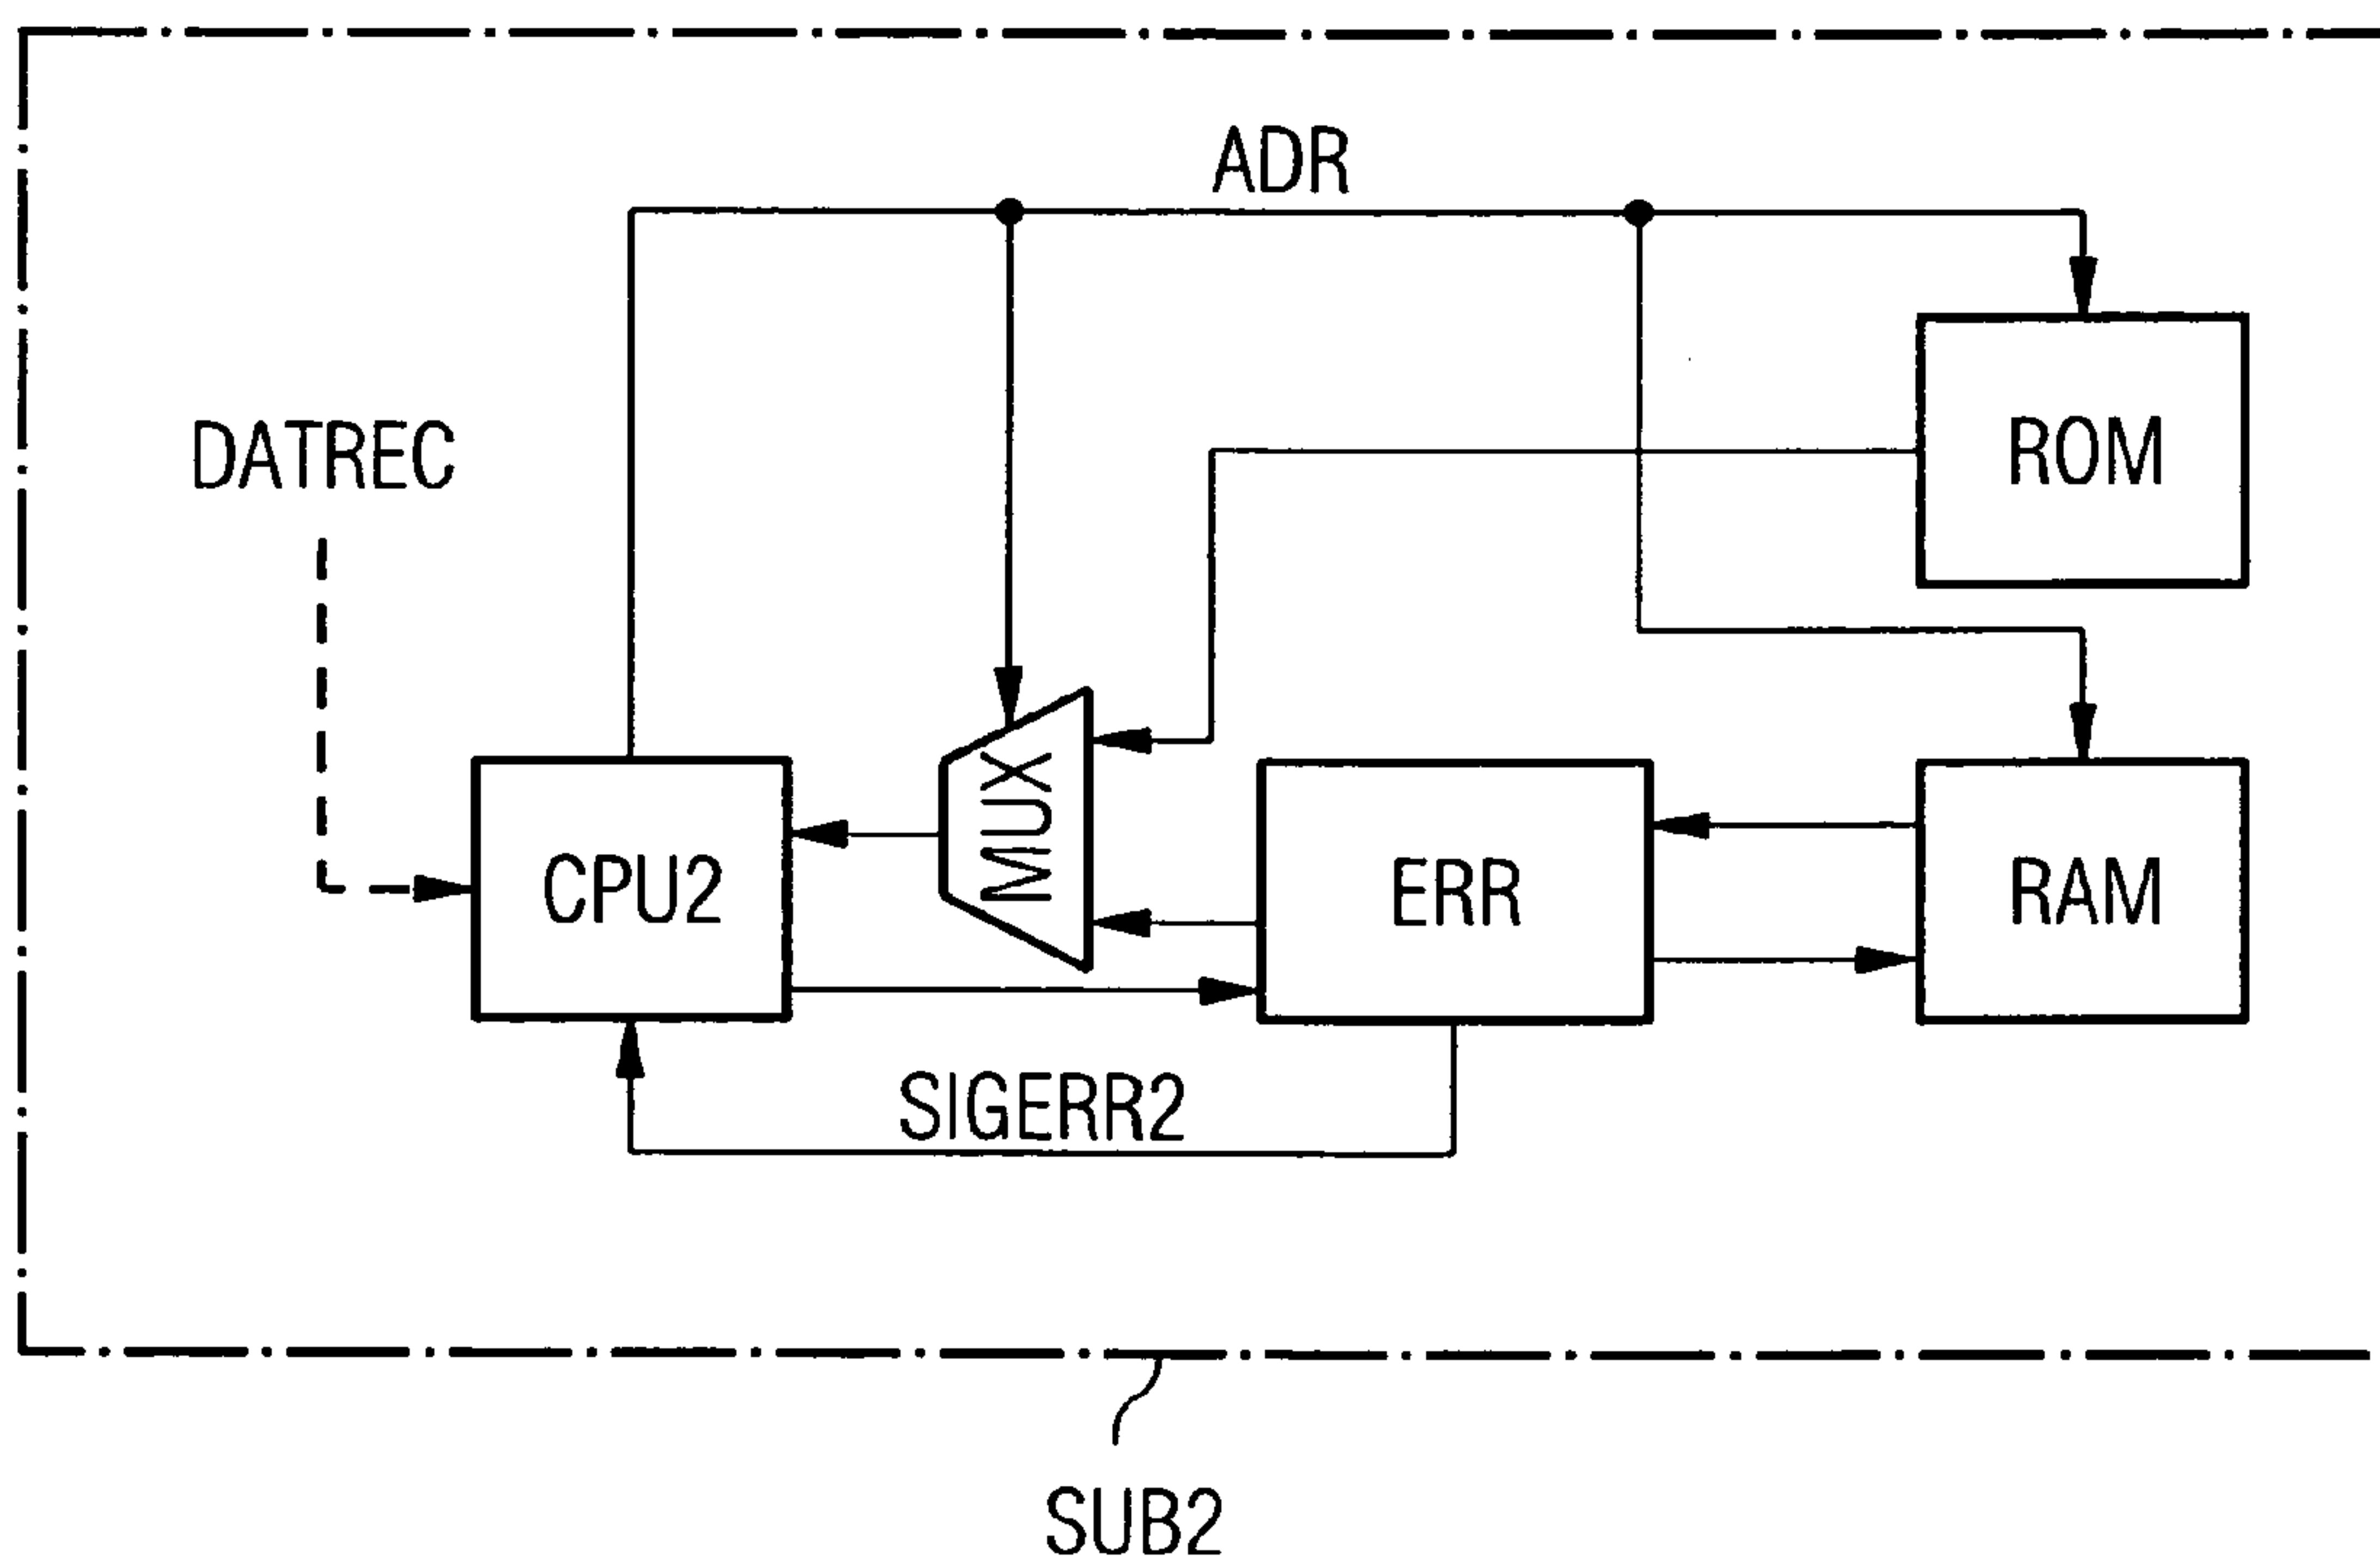 ADR
DATREC
ROM
MUX
CPU2
ERR
RAM
SIGERR2
SUB2